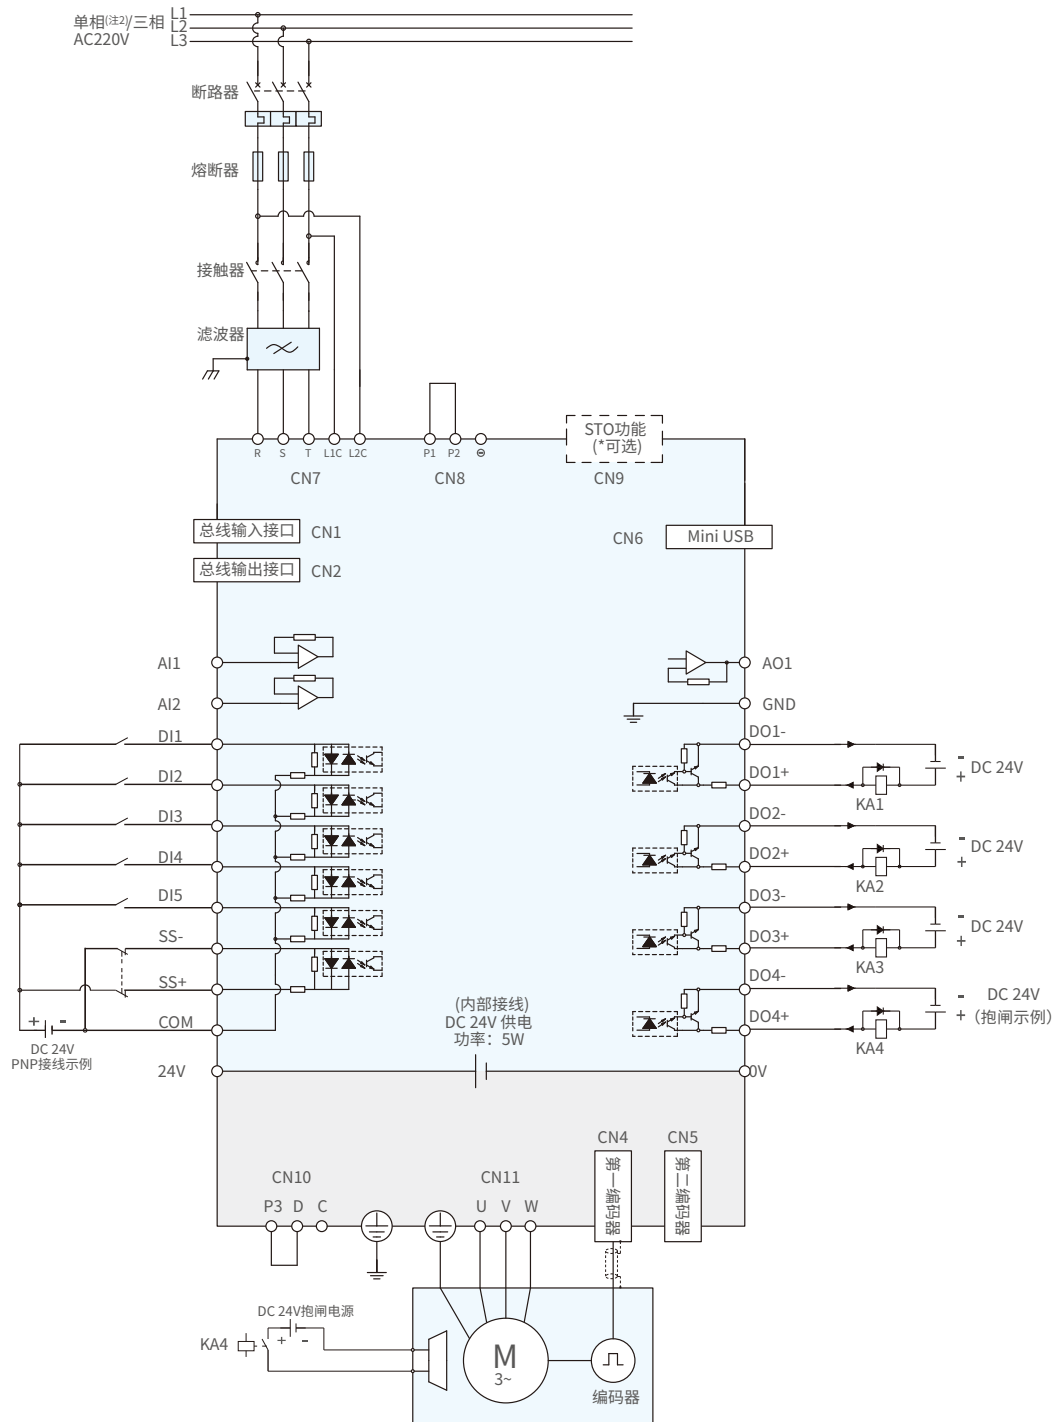 单相(注2)/三相
AC220V
L1
L2
L3
断路器
熔断器
接触器
滤波器
R S T L1C L2C
P1 P2 ⊖
STO功能
(*可选)
CN7
CN8
CN9
总线输入接口 CN1
CN6 Mini USB
总线输出接口 CN2
AI1
AO1
AI2
GND
DI1
DO1-
DI2
DO1+
KA1
- + DC 24V
DI3
DO2-
DI4
DO2+
KA2
- + DC 24V
DI5
DO3-
SS-
DO3+
KA3
- + DC 24V
SS+
DO4-
COM
DO4+
KA4
- DC 24V
+ (抱闸示例)
+ -
DC 24V
PNP接线示例
(内部接线)
DC 24V 供电
功率：5W
24V
0V
CN4
CN5
第一编码器
第二编码器
CN10
CN11
P3 D C
U V W
DC 24V抱闸电源
KA4
+ -
M
3~
编码器